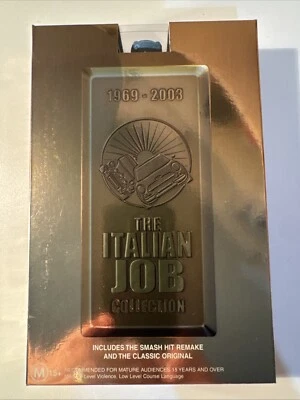 1969 - 2003
THE
ITALIAN
JOB
COLLECTION
INCLUDES THE SMASH HIT REMAKE
AND THE CLASSIC ORIGINAL
M15+ RECOMMENDED FOR MATURE AUDIENCES 15 YEARS AND OVER
Level Violence, Low Level Coarse Language